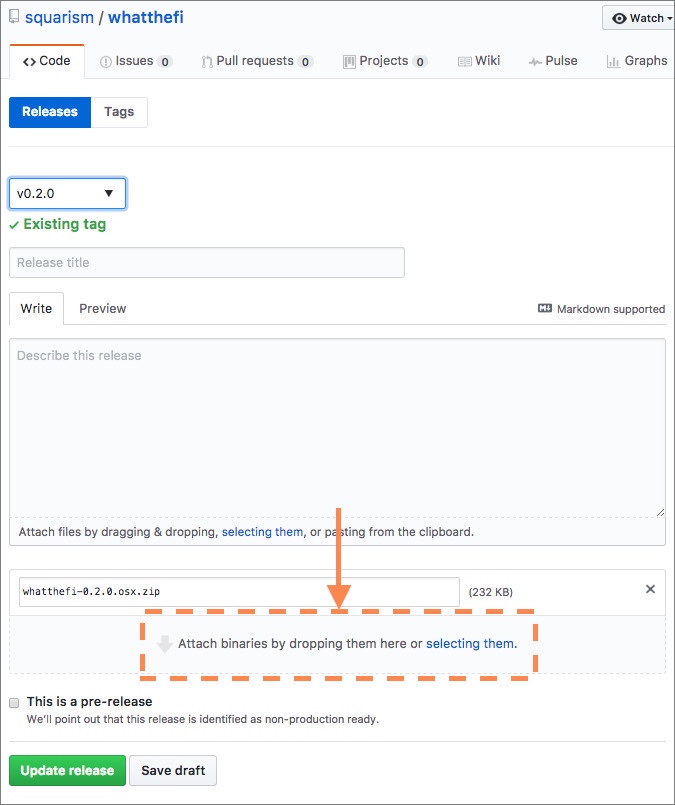 squarism / whatthefi
Watch
Code
Issues 0
Pull requests 0
Projects 0
Wiki
Pulse
Graphs
Releases
Tags
v0.2.0
Existing tag
Release title
Write
Preview
Markdown supported
Describe this release
Attach files by dragging & dropping, selecting them, or pasting from the clipboard.
whatthefi-0.2.0.osx.zip
(232 KB)
Attach binaries by dropping them here or selecting them.
This is a pre-release
We'll point out that this release is identified as non-production ready.
Update release
Save draft